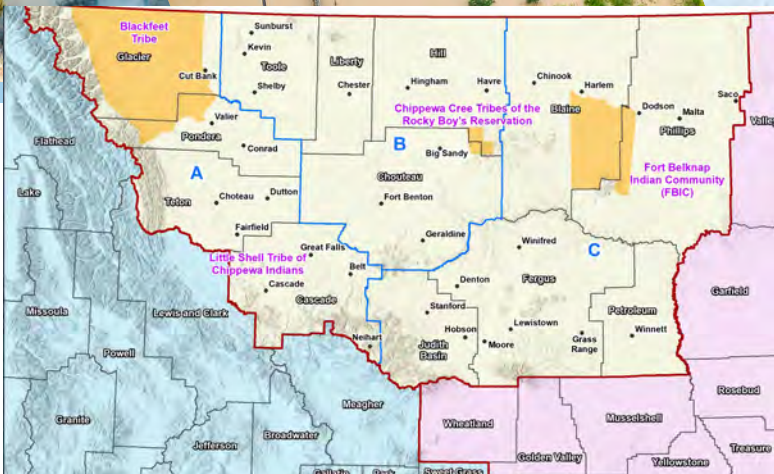 Blackfeet
Tribe
Glacier
Cut Bank
Sunburst
Kevin
Toole
Shelby
Liberty
Chester
Hill
Hingham
Havre
Chinook
Harlem
Blaine
Dodson
Malta
Saco
Phillips
Valley
Chippewa Cree Tribes of the
Rocky Boy's Reservation
Flathead
Valier
Pondera
Conrad
B
Big Sandy
Chouteau
Fort Benton
Fort Belknap
Indian Community
(FBIC)
Lake
A
Teton
Choteau
Dutton
Fairfield
Geraldine
Winifred
C
Great Falls
Little Shell Tribe of
Chippewa Indians
Belt
Cascade
Cascade
Denton
Fergus
Garfield
Missoula
Lewis and Clark
Stanford
Petroleum
Powell
Neihart
Judith
Basin
Hobson
Moore
Lewistown
Grass
Range
Winnett
Rosebud
Granite
Meagher
Wheatland
Musselshell
Jefferson
Broadwater
Golden Valley
Treasure
Gallatin
Park
Sweet Grass
Yellowstone